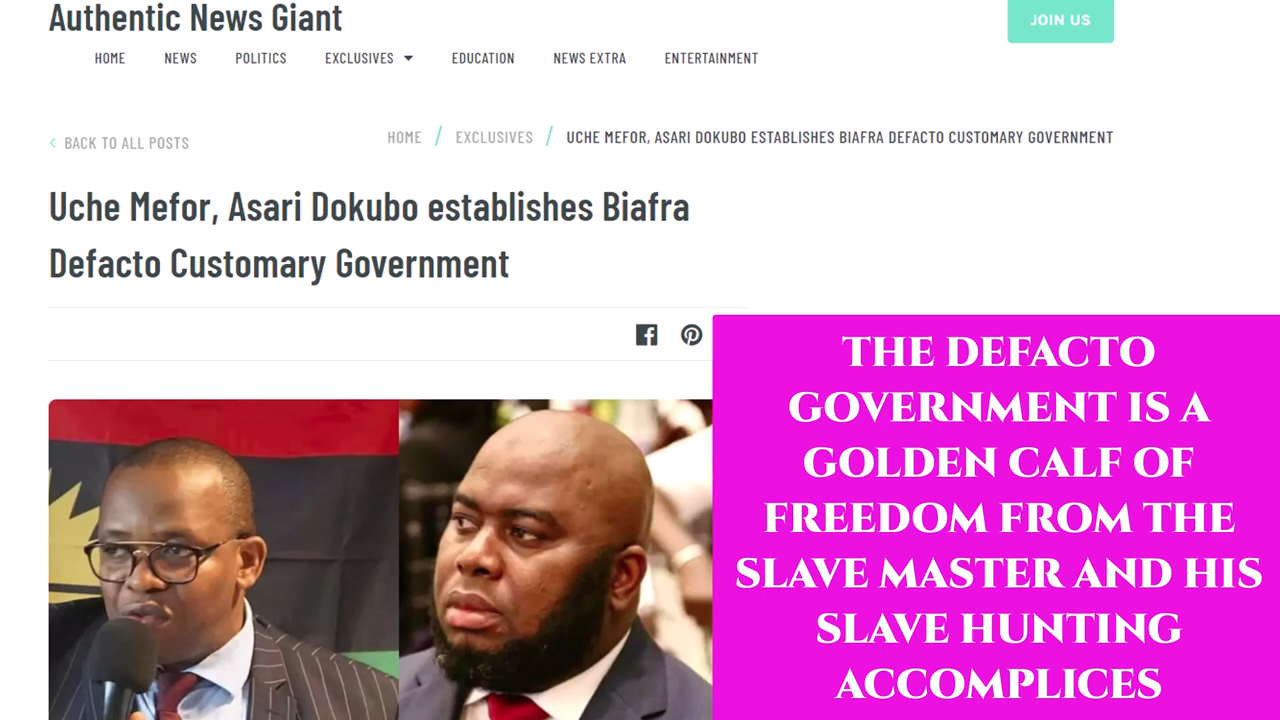 Authentic News Giant
JOIN US
HOME NEWS POLITICS EXCLUSIVES EDUCATION NEWS EXTRA ENTERTAINMENT
< BACK TO ALL POSTS
HOME / EXCLUSIVES / UCHE MEFOR, ASARI DOKUBO ESTABLISHES BIAFRA DEFACTO CUSTOMARY GOVERNMENT
Uche Mefor, Asari Dokubo establishes Biafra
Defacto Customary Government
THE DEFACTO
GOVERNMENT IS A
GOLDEN CALF OF
FREEDOM FROM THE
SLAVE MASTER AND HIS
SLAVE HUNTING
ACCOMPLICES